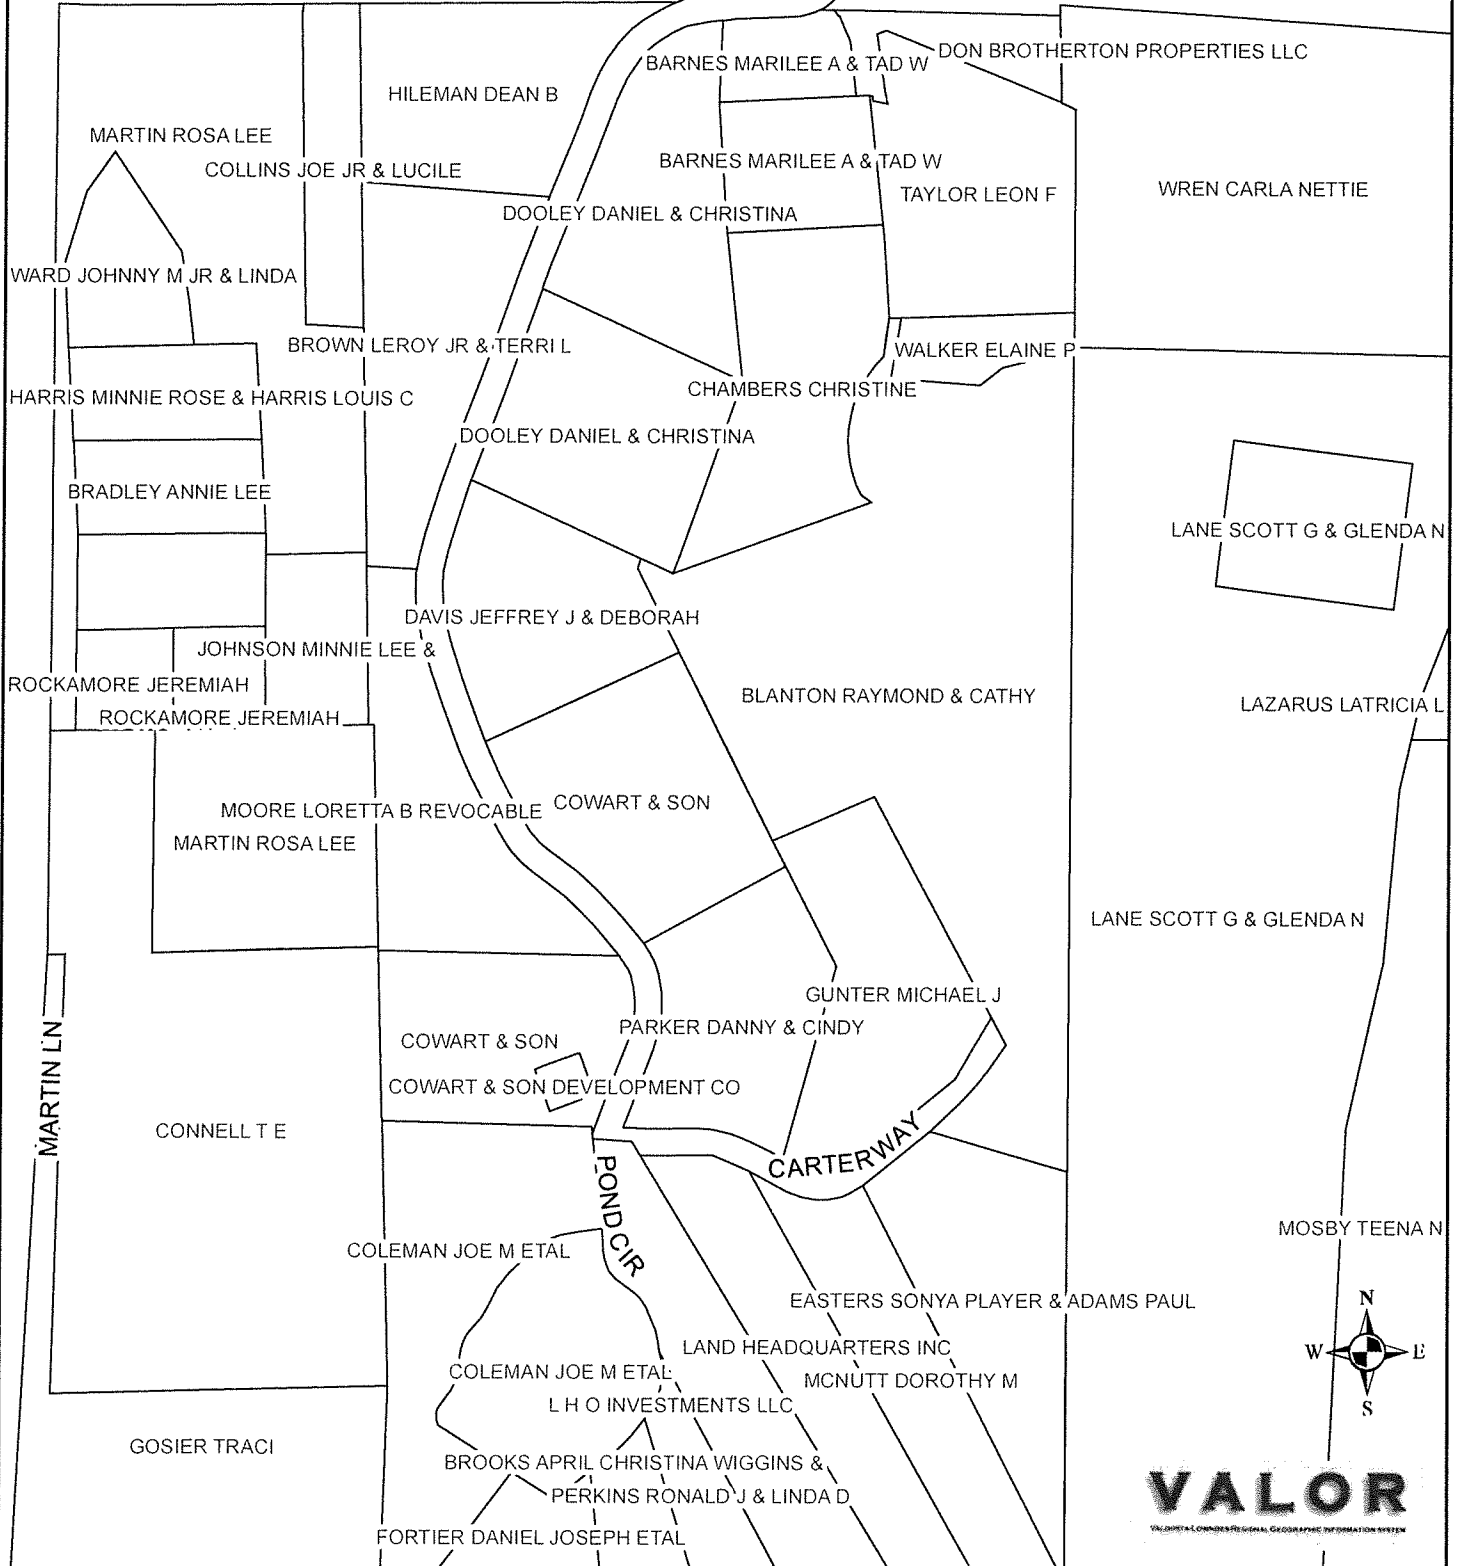 DON BROTHERTON PROPERTIES LLC
BARNES MARILEE A & TAD W
HILEMAN DEAN B
MARTIN ROSA LEE
BARNES MARILEE A & TAD W
COLLINS JOE JR & LUCILE
WREN CARLA NETTIE
TAYLOR LEON F
DOOLEY DANIEL & CHRISTINA
WARD JOHNNY M JR & LINDA
BROWN LEROY JR & TERRI L
WALKER ELAINE P
CHAMBERS CHRISTINE
HARRIS MINNIE ROSE & HARRIS LOUIS C
DOOLEY DANIEL & CHRISTINA
BRADLEY ANNIE LEE
LANE SCOTT G & GLENDA N
DAVIS JEFFREY J & DEBORAH
JOHNSON MINNIE LEE &
ROCKAMORE JEREMIAH
BLANTON RAYMOND & CATHY
LAZARUS LATRICIA L
ROCKAMORE JEREMIAH
COWART & SON
MOORE LORETTA B REVOCABLE
MARTIN ROSA LEE
LANE SCOTT G & GLENDA N
GUNTER MICHAEL J
PARKER DANNY & CINDY
COWART & SON
MARTIN LN
COWART & SON DEVELOPMENT CO
CONNELL T E
CARTERWAY
POND CIR
MOSBY TEENA N
COLEMAN JOE M ETAL
EASTERS SONYA PLAYER & ADAMS PAUL
N
LAND HEADQUARTERS INC
W E
COLEMAN JOE M ETAL
MCNUTT DOROTHY M
L H O INVESTMENTS LLC
S
GOSIER TRACI
BROOKS APRIL CHRISTINA WIGGINS &
PERKINS RONALD J & LINDA D
VALOR
VALDOSTA-LOWNDES REGIONAL GEOGRAPHIC INFORMATION SYSTEM
FORTIER DANIEL JOSEPH ETAL